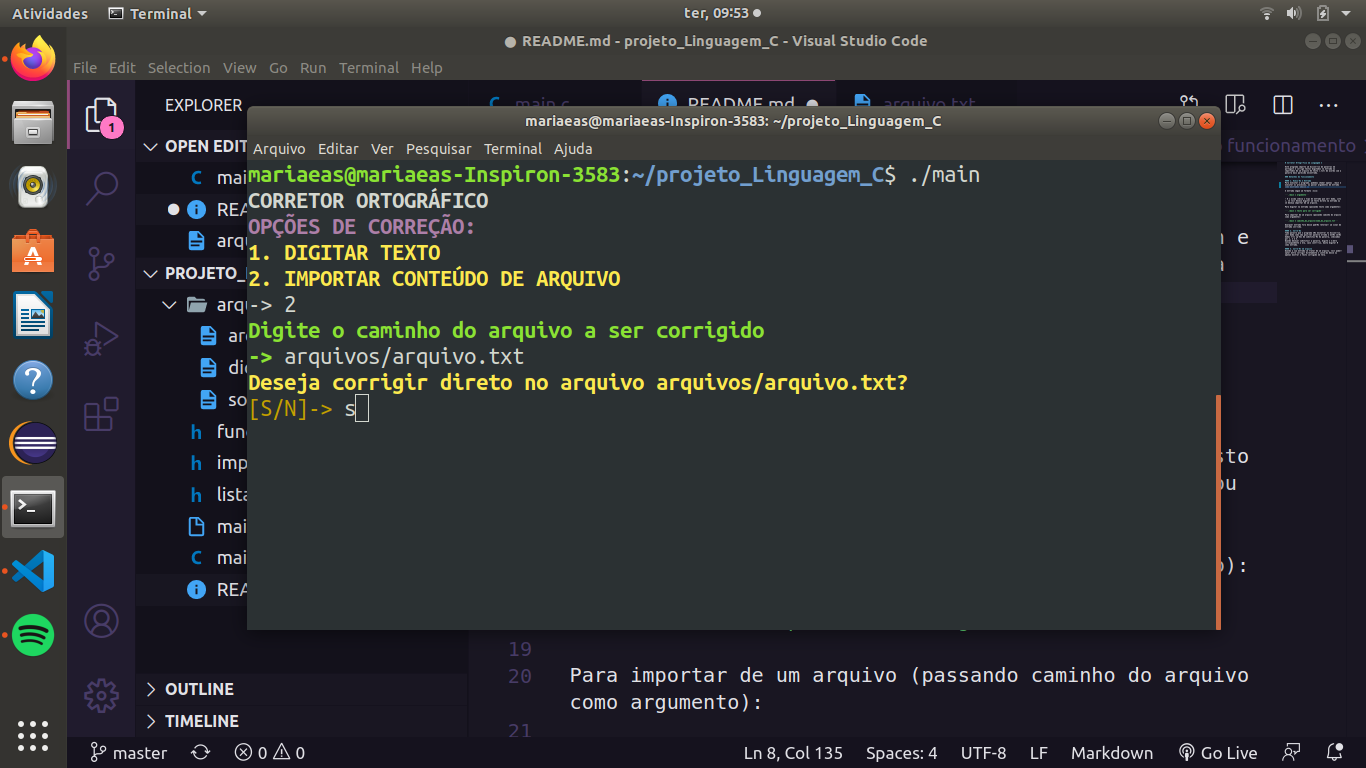 Atividades
Terminal
ter, 09:53
README.md - projeto_Linguagem_C - Visual Studio Code
File Edit Selection View Go Run Terminal Help
EXPLORER
main.c
README.md
arquivo.txt
1
mariaeas@mariaeas-Inspiron-3583: ~/projeto_Linguagem_C
Arquivo Editar Ver Pesquisar Terminal Ajuda
mariaeas@mariaeas-Inspiron-3583:~/projeto_Linguagem_C$ ./main
CORRETOR ORTOGRÁFICO
OPÇÕES DE CORREÇÃO:
1. DIGITAR TEXTO
2. IMPORTAR CONTEÚDO DE ARQUIVO
-> 2
Digite o caminho do arquivo a ser corrigido
-> arquivos/arquivo.txt
Deseja corrigir direto no arquivo arquivos/arquivo.txt?
[S/N]-> s
OPEN EDIT
C mai
REA
arqu
PROJETO_
arqu
ar
dic
so
h func
h imp
h lista
mai
C mai
REA
funcionamento
e
sto
ou
):
19
20 Para importar de um arquivo (passando caminho do arquivo
como argumento):
21
OUTLINE
TIMELINE
master
0
0
Ln 8, Col 135
Spaces: 4
UTF-8
LF
Markdown
Go Live